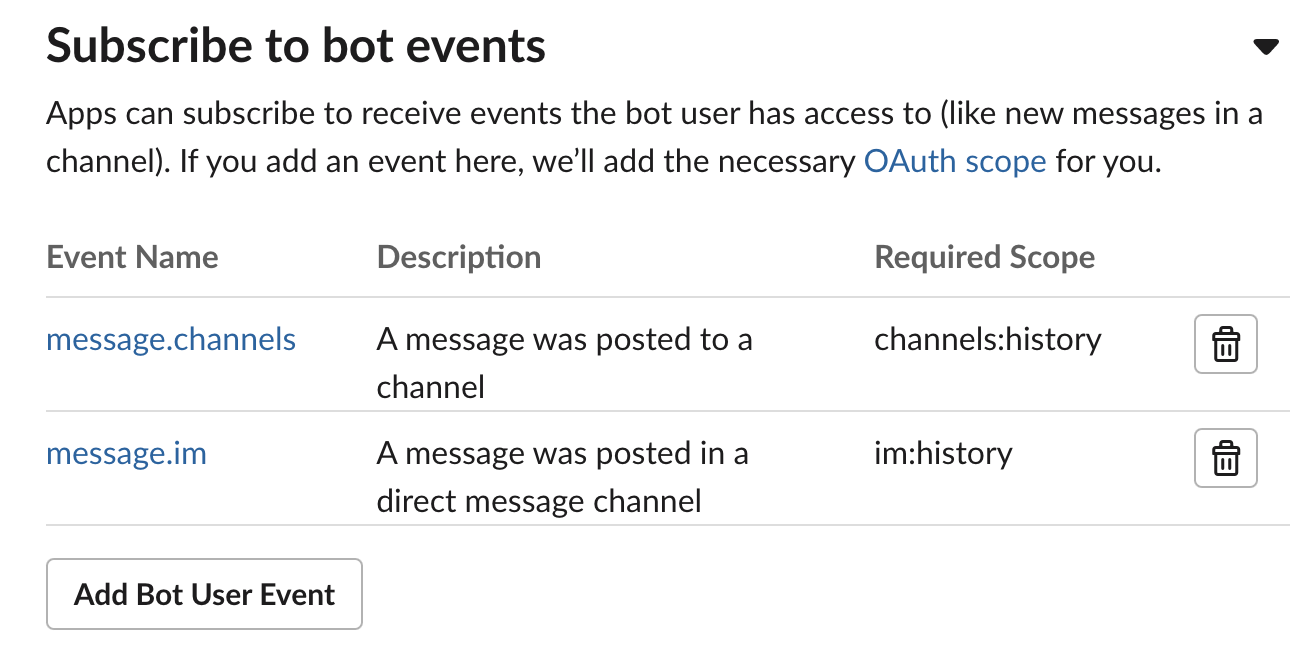 Subscribe to bot events
Apps can subscribe to receive events the bot user has access to (like new messages in a
channel). If you add an event here, we’ll add the necessary OAuth scope for you.
Event Name Description Required Scope
message.channels A message was posted to a channels:history
channel
message.im A message was posted in a im:history
direct message channel
Add Bot User Event